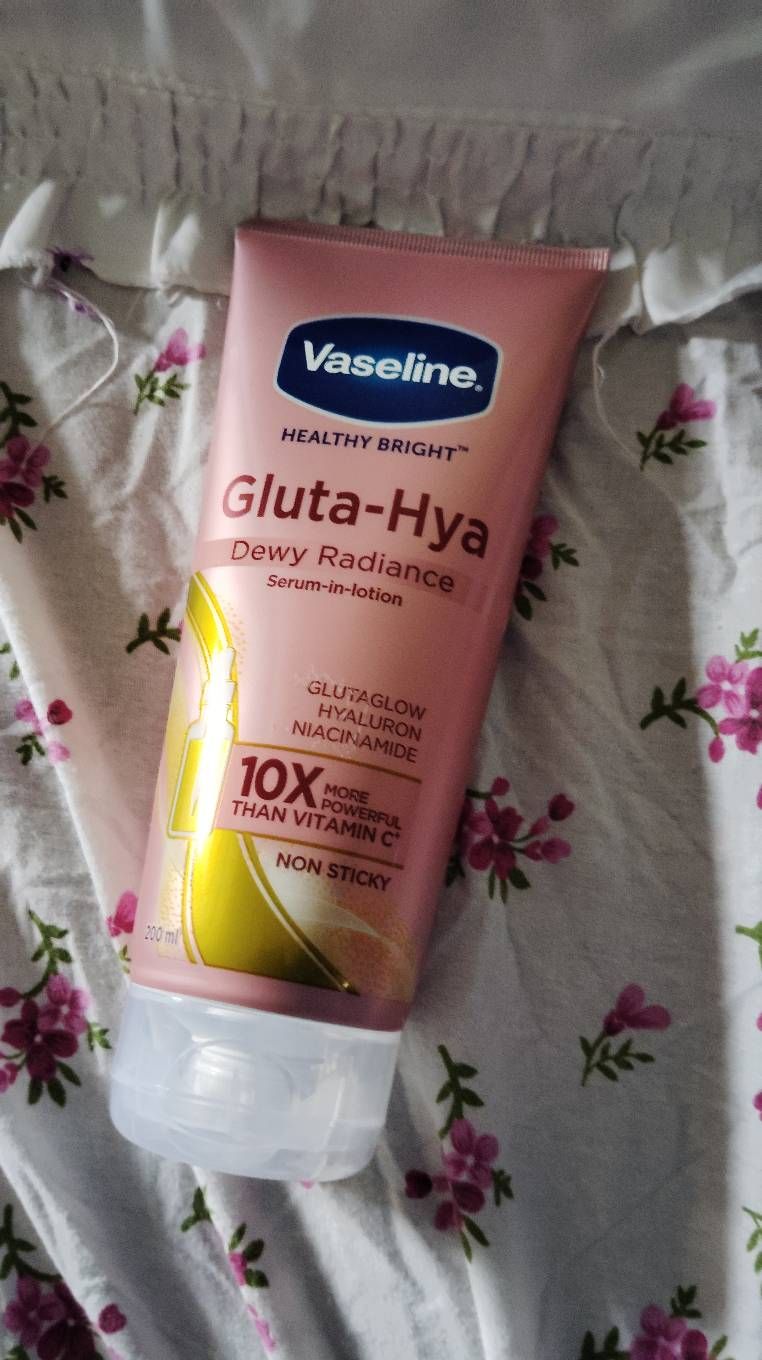 Vaseline®
HEALTHY BRIGHT™
Gluta-Hya
Dewy Radiance
Serum-in-lotion
GLUTAGLOW
HYALURON
NIACINAMIDE
10X MORE POWERFUL
THAN VITAMIN C*
NON STICKY
200 ml